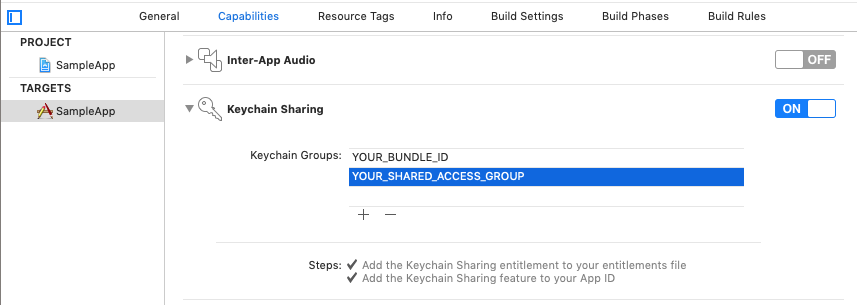 General Capabilities Resource Tags Info Build Settings Build Phases Build Rules
PROJECT
SampleApp
TARGETS
SampleApp
Inter-App Audio OFF
Keychain Sharing ON
Keychain Groups: YOUR_BUNDLE_ID
YOUR_SHARED_ACCESS_GROUP
+ −
Steps: ✔ Add the Keychain Sharing entitlement to your entitlements file
✔ Add the Keychain Sharing feature to your App ID